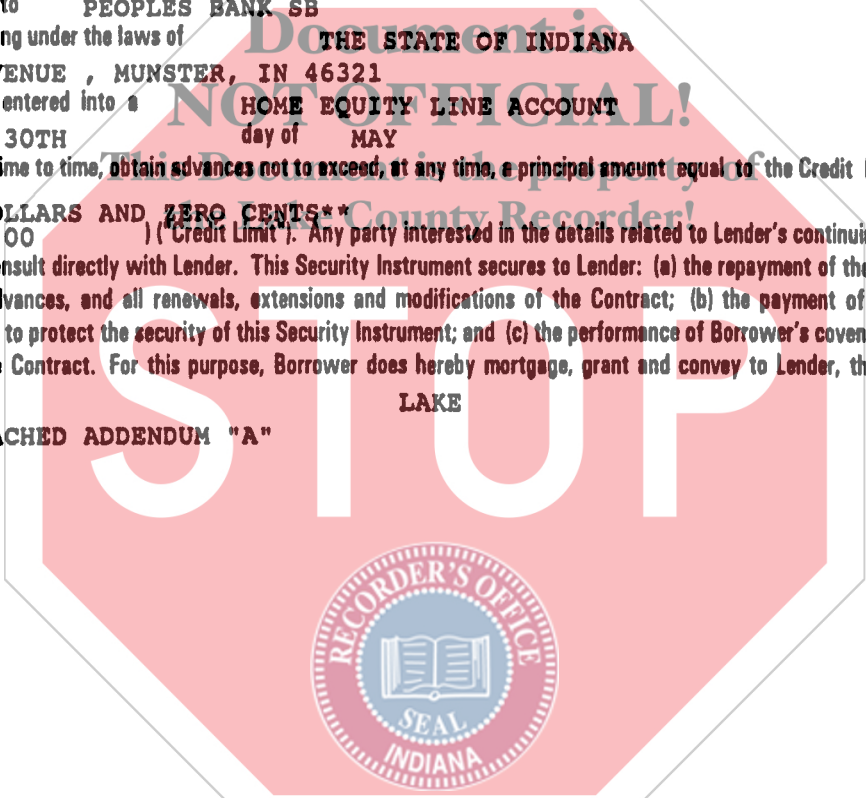 to PEOPLES BANK SB
ng under the laws of THE STATE OF INDIANA
ENUE , MUNSTER, IN 46321
entered into a HOME EQUITY LINE ACCOUNT
30TH day of MAY
ime to time, obtain advances not to exceed, at any time, a principal amount equal to the Credit
LLARS AND ZERO CENTS**
00 ) ("Credit Limit"). Any party interested in the details related to Lender's continui
nsult directly with Lender. This Security Instrument secures to Lender: (a) the repayment of th
vances, and all renewals, extensions and modifications of the Contract; (b) the payment of
to protect the security of this Security Instrument; and (c) the performance of Borrower's coven
Contract. For this purpose, Borrower does hereby mortgage, grant and convey to Lender, th
LAKE
ACHED ADDENDUM "A"
Document is
NOT OFFICIAL!
This Document is the property of
the Lake County Recorder!
STOP
RECORDER'S OFFICE
SEAL
INDIANA